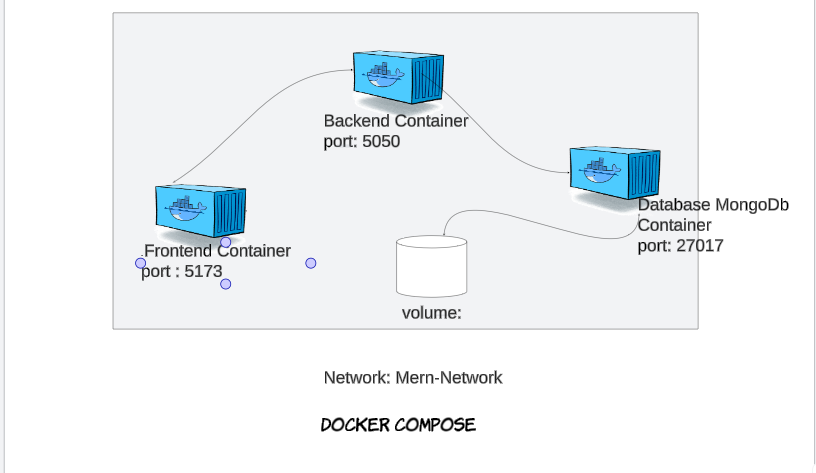 Backend Container
port: 5050
Database MongoDb
Container
port: 27017
Frontend Container
port : 5173
volume:
Network: Mern-Network
DOCKER COMPOSE